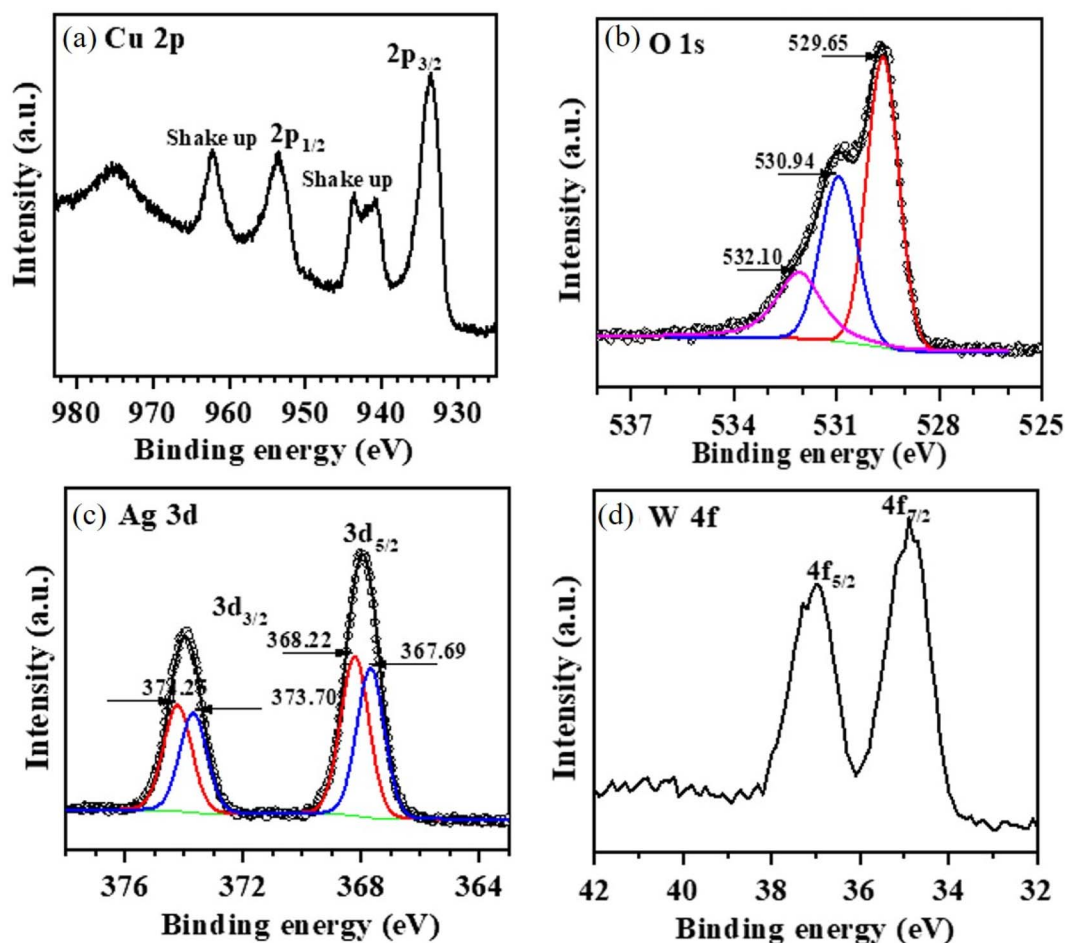 (a) Cu 2p
2p3/2
Shake up
2p1/2
Shake up
Intensity (a.u.)
980 970 960 950 940 930
Binding energy (eV)
(b) O 1s
529.65
530.94
532.10
Intensity (a.u.)
537 534 531 528 525
Binding energy (eV)
(c) Ag 3d
3d5/2
3d3/2
368.22
367.69
373.70
Intensity (a.u.)
376 372 368 364
Binding energy (eV)
(d) W 4f
4f7/2
4f5/2
Intensity (a.u.)
42 40 38 36 34 32
Binding energy (eV)